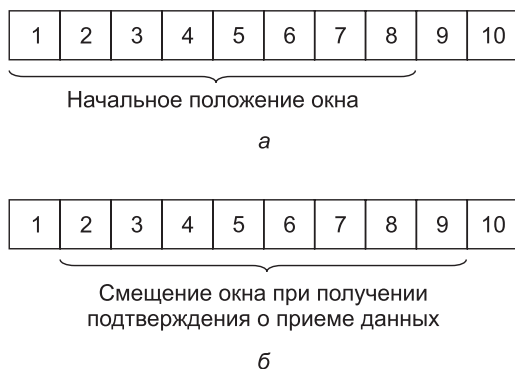 1 2 3 4 5 6 7 8 9 10
Начальное положение окна
а
1 2 3 4 5 6 7 8 9 10
Смещение окна при получении
подтверждения о приеме данных
б